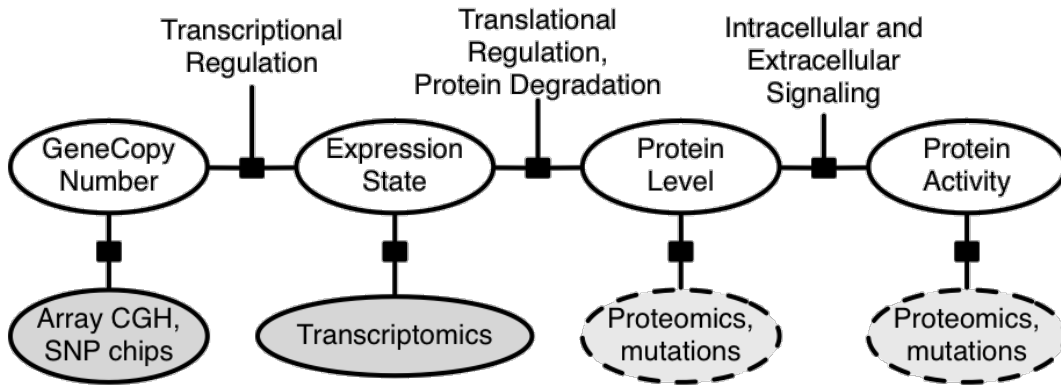 Transcriptional
Regulation
Translational
Regulation,
Protein Degradation
Intracellular and
Extracellular
Signaling
GeneCopy
Number
Expression
State
Protein
Level
Protein
Activity
Array CGH,
SNP chips
Transcriptomics
Proteomics,
mutations
Proteomics,
mutations